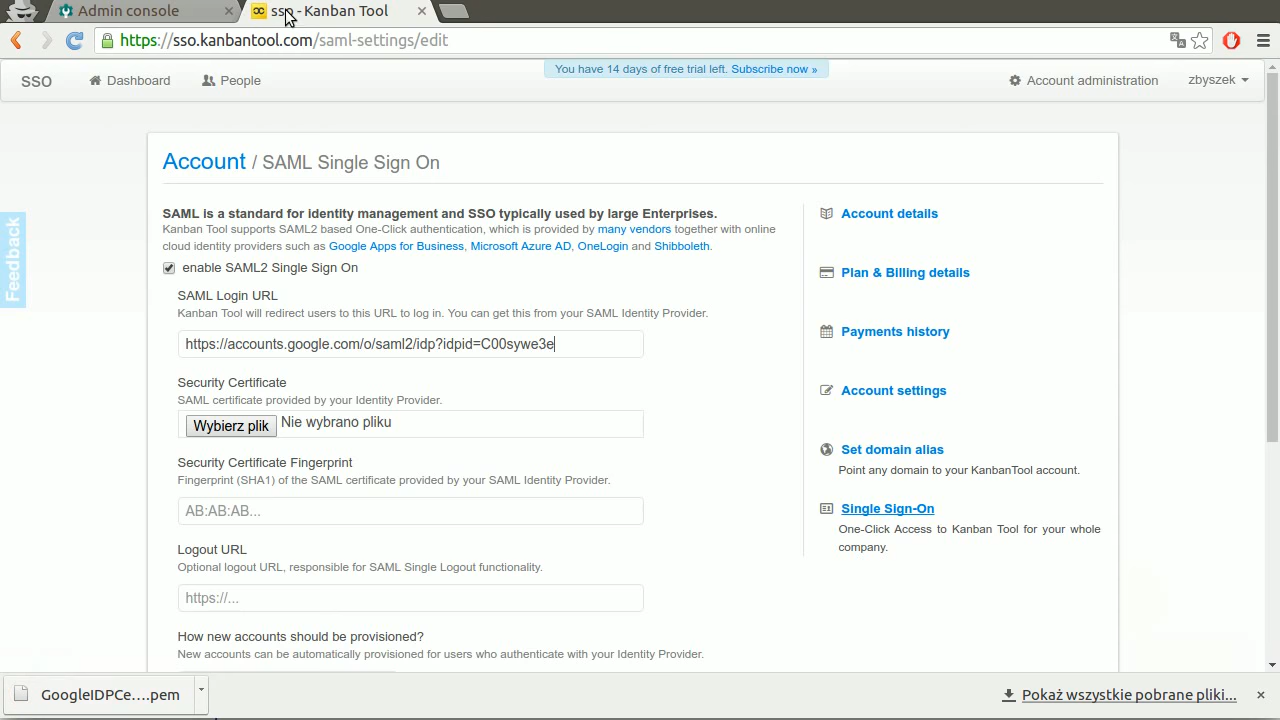 Admin console
sso - Kanban Tool
https://sso.kanbantool.com/saml-settings/edit
SSO
Dashboard
People
You have 14 days of free trial left. Subscribe now »
Account administration
zbyszek
Feedback
Account / SAML Single Sign On
SAML is a standard for identity management and SSO typically used by large Enterprises.
Kanban Tool supports SAML2 based One-Click authentication, which is provided by many vendors together with online
cloud identity providers such as Google Apps for Business, Microsoft Azure AD, OneLogin and Shibboleth.
enable SAML2 Single Sign On
SAML Login URL
Kanban Tool will redirect users to this URL to log in. You can get this from your SAML Identity Provider.
https://accounts.google.com/o/saml2/idp?idpid=C00sywe3e
Security Certificate
SAML certificate provided by your Identity Provider.
Wybierz plik Nie wybrano pliku
Security Certificate Fingerprint
Fingerprint (SHA1) of the SAML certificate provided by your SAML Identity Provider.
AB:AB:AB...
Logout URL
Optional logout URL, responsible for SAML Single Logout functionality.
https://...
How new accounts should be provisioned?
New accounts can be automatically provisioned for users who authenticate with your Identity Provider.
Account details
Plan & Billing details
Payments history
Account settings
Set domain alias
Point any domain to your KanbanTool account.
Single Sign-On
One-Click Access to Kanban Tool for your whole
company.
GoogleIDPCe....pem
Pokaż wszystkie pobrane pliki...